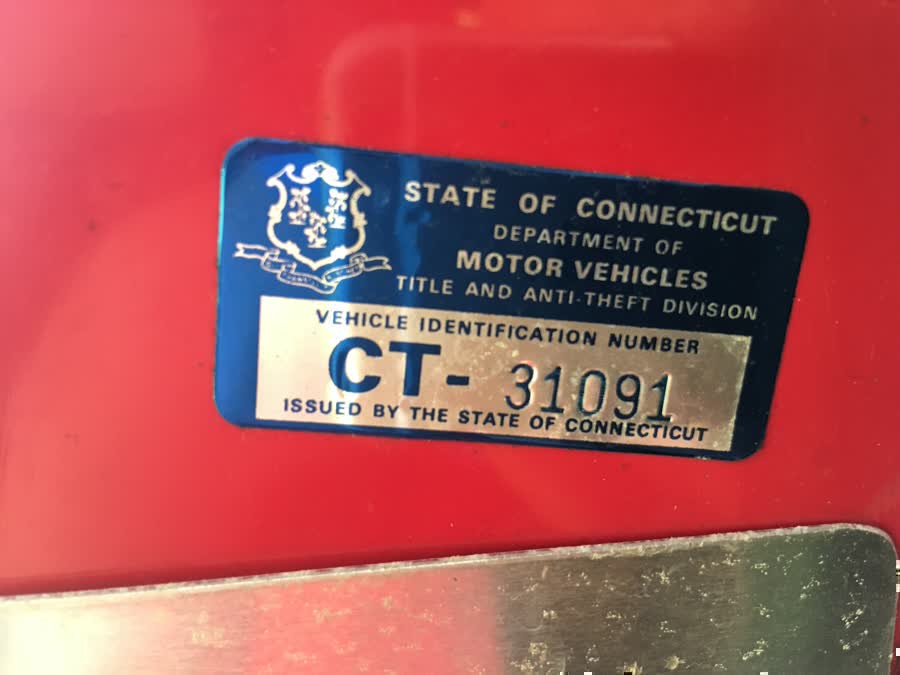 STATE OF CONNECTICUT
DEPARTMENT OF
MOTOR VEHICLES
TITLE AND ANTI-THEFT DIVISION
VEHICLE IDENTIFICATION NUMBER
CT- 31091
ISSUED BY THE STATE OF CONNECTICUT